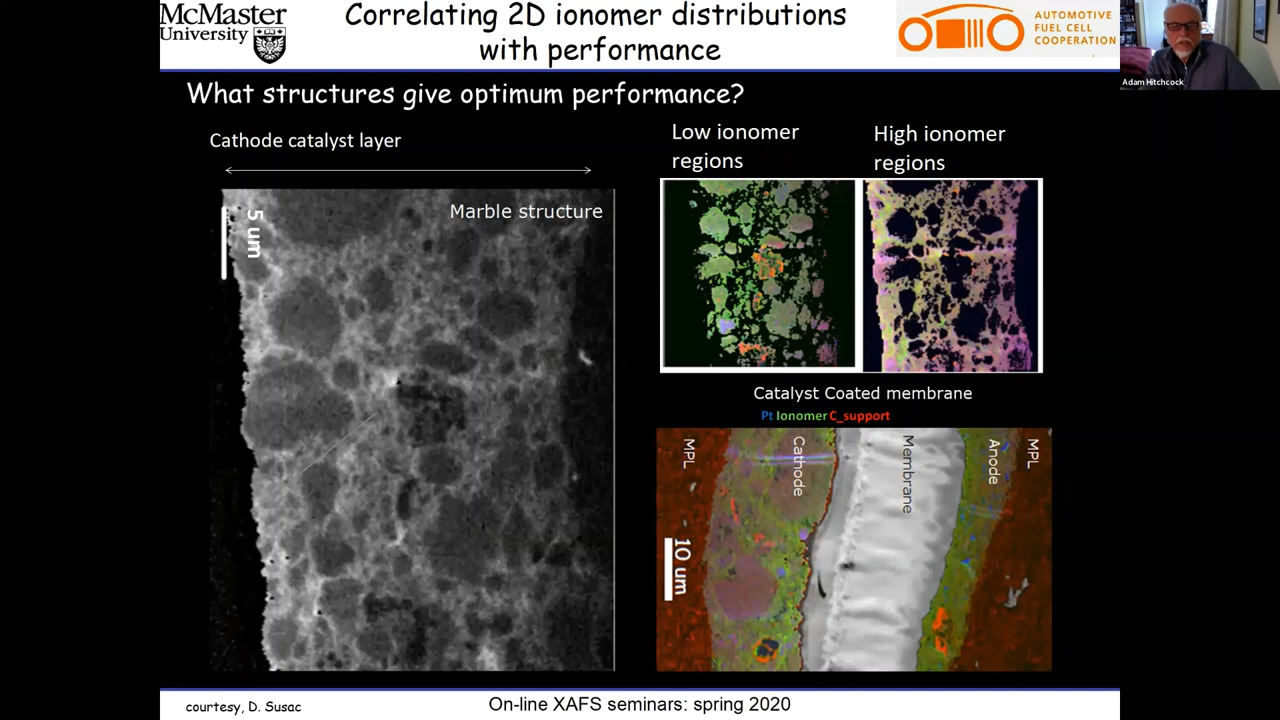 McMaster
University
Correlating 2D ionomer distributions
with performance
AUTOMOTIVE
FUEL CELL
COOPERATION
Adam Hitchcock
What structures give optimum performance?
Cathode catalyst layer
Low ionomer
regions
High ionomer
regions
5 um
Marble structure
Catalyst Coated membrane
Pt Ionomer C_support
MPL
Cathode
Membrane
Anode
MPL
10 um
courtesy, D. Susac
On-line XAFS seminars: spring 2020